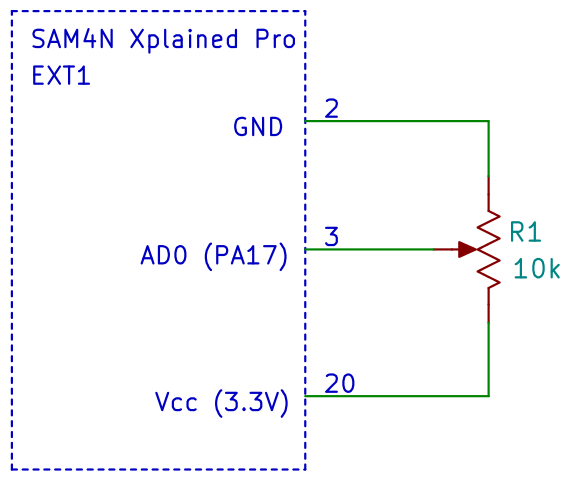 SAM4N Xplained Pro
EXT1
2
GND
3
AD0 (PA17)
R1
10k
20
Vcc (3.3V)